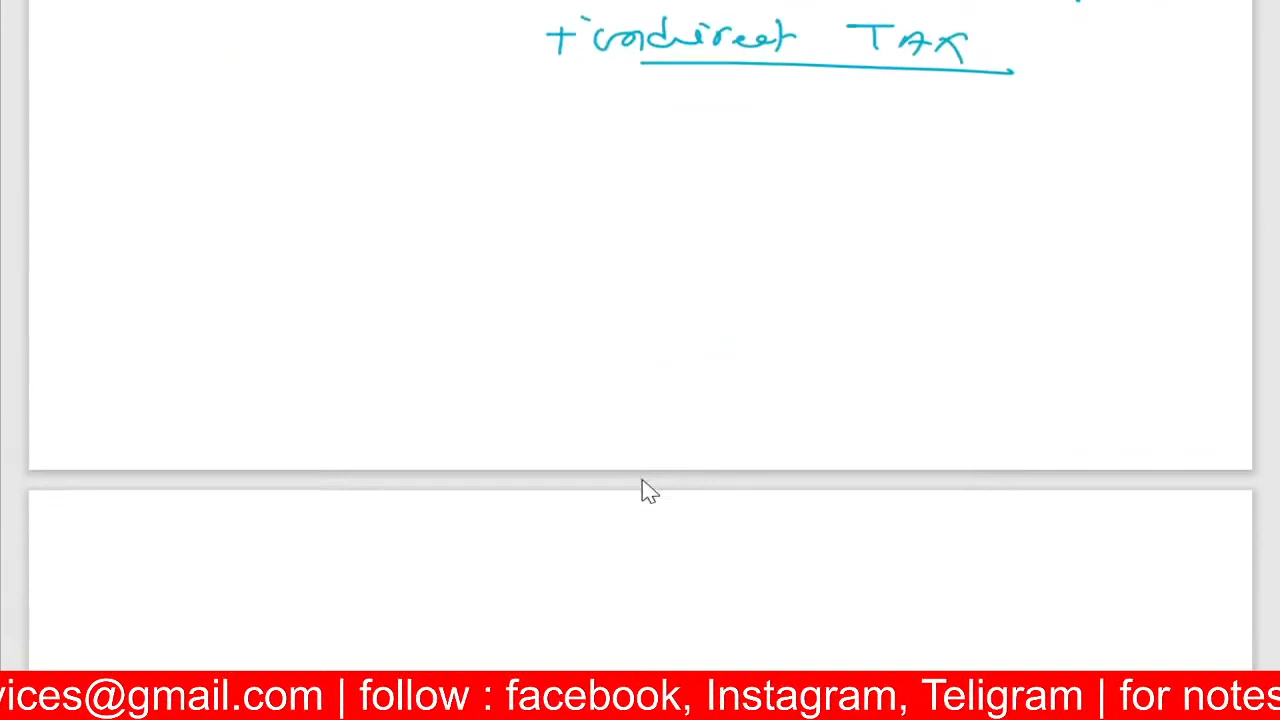 + indirect TAX
vices@gmail.com | follow : facebook, Instagram, Teligram | for notes